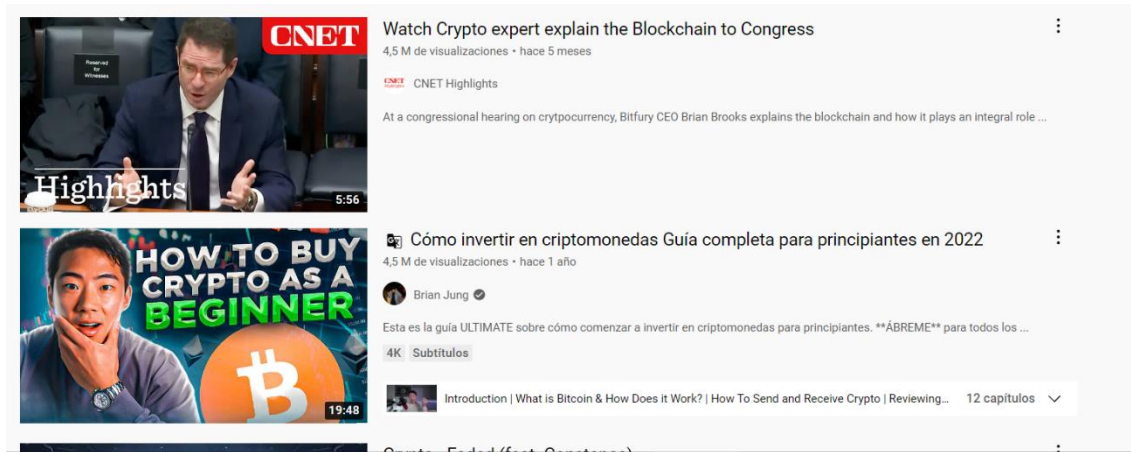 Reserved
for
Witnesses
CNET
Highlights
5:56
Watch Crypto expert explain the Blockchain to Congress
4,5 M de visualizaciones • hace 5 meses
CNET Highlights
At a congressional hearing on crytpocurrency, Bitfury CEO Brian Brooks explains the blockchain and how it plays an integral role ...
HOW TO BUY
CRYPTO AS A
BEGINNER
19:48
Cómo invertir en criptomonedas Guía completa para principiantes en 2022
4,5 M de visualizaciones • hace 1 año
Brian Jung
Esta es la guía ULTIMATE sobre cómo comenzar a invertir en criptomonedas para principiantes. **ÁBREME** para todos los ...
4K Subtítulos
Introduction | What is Bitcoin & How Does it Work? | How To Send and Receive Crypto | Reviewing... 12 capítulos